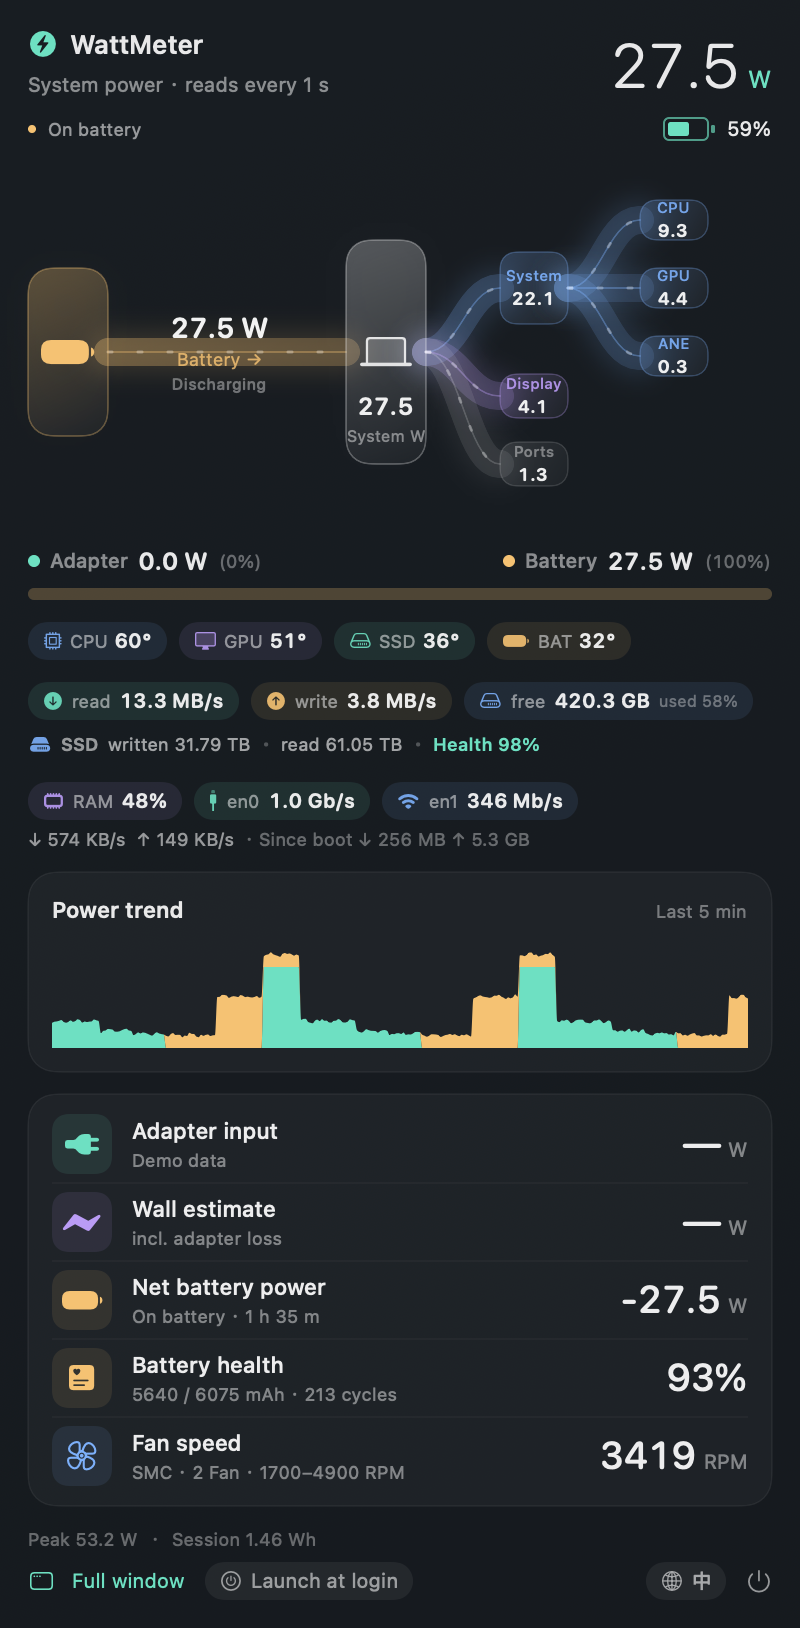 WattMeter
27.5 W
System power · reads every 1 s
On battery
59%
CPU
9.3
System
22.1
GPU
4.4
27.5 W
Battery →
Discharging
ANE
0.3
27.5
System W
Display
4.1
Ports
1.3
Adapter 0.0 W (0%)
Battery 27.5 W (100%)
CPU 60°
GPU 51°
SSD 36°
BAT 32°
read 13.3 MB/s
write 3.8 MB/s
free 420.3 GB used 58%
SSD written 31.79 TB · read 61.05 TB · Health 98%
RAM 48%
en0 1.0 Gb/s
en1 346 Mb/s
↓ 574 KB/s ↑ 149 KB/s · Since boot ↓ 256 MB ↑ 5.3 GB
Power trend
Last 5 min
Adapter input
Demo data
— W
Wall estimate
incl. adapter loss
— W
Net battery power
On battery · 1 h 35 m
-27.5 W
Battery health
5640 / 6075 mAh · 213 cycles
93%
Fan speed
SMC · 2 Fan · 1700–4900 RPM
3419 RPM
Peak 53.2 W · Session 1.46 Wh
Full window
Launch at login
中